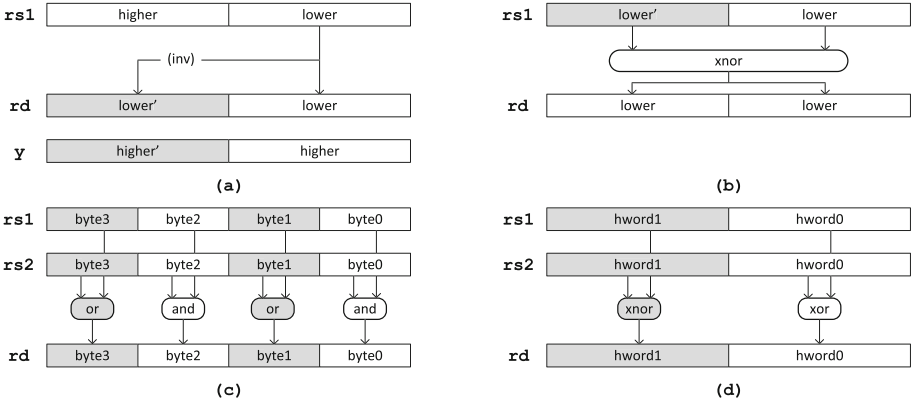 rs1 higher lower
(inv)
rd lower’ lower
y higher’ higher
(a)
rs1 lower’ lower
xnor
rd lower lower
(b)
rs1 byte3 byte2 byte1 byte0
rs2 byte3 byte2 byte1 byte0
or and or and
rd byte3 byte2 byte1 byte0
(c)
rs1 hword1 hword0
rs2 hword1 hword0
xnor xor
rd hword1 hword0
(d)